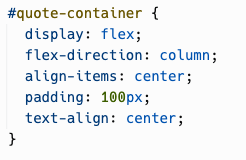 #quote-container {
  display: flex;
  flex-direction: column;
  align-items: center;
  padding: 100px;
  text-align: center;
}